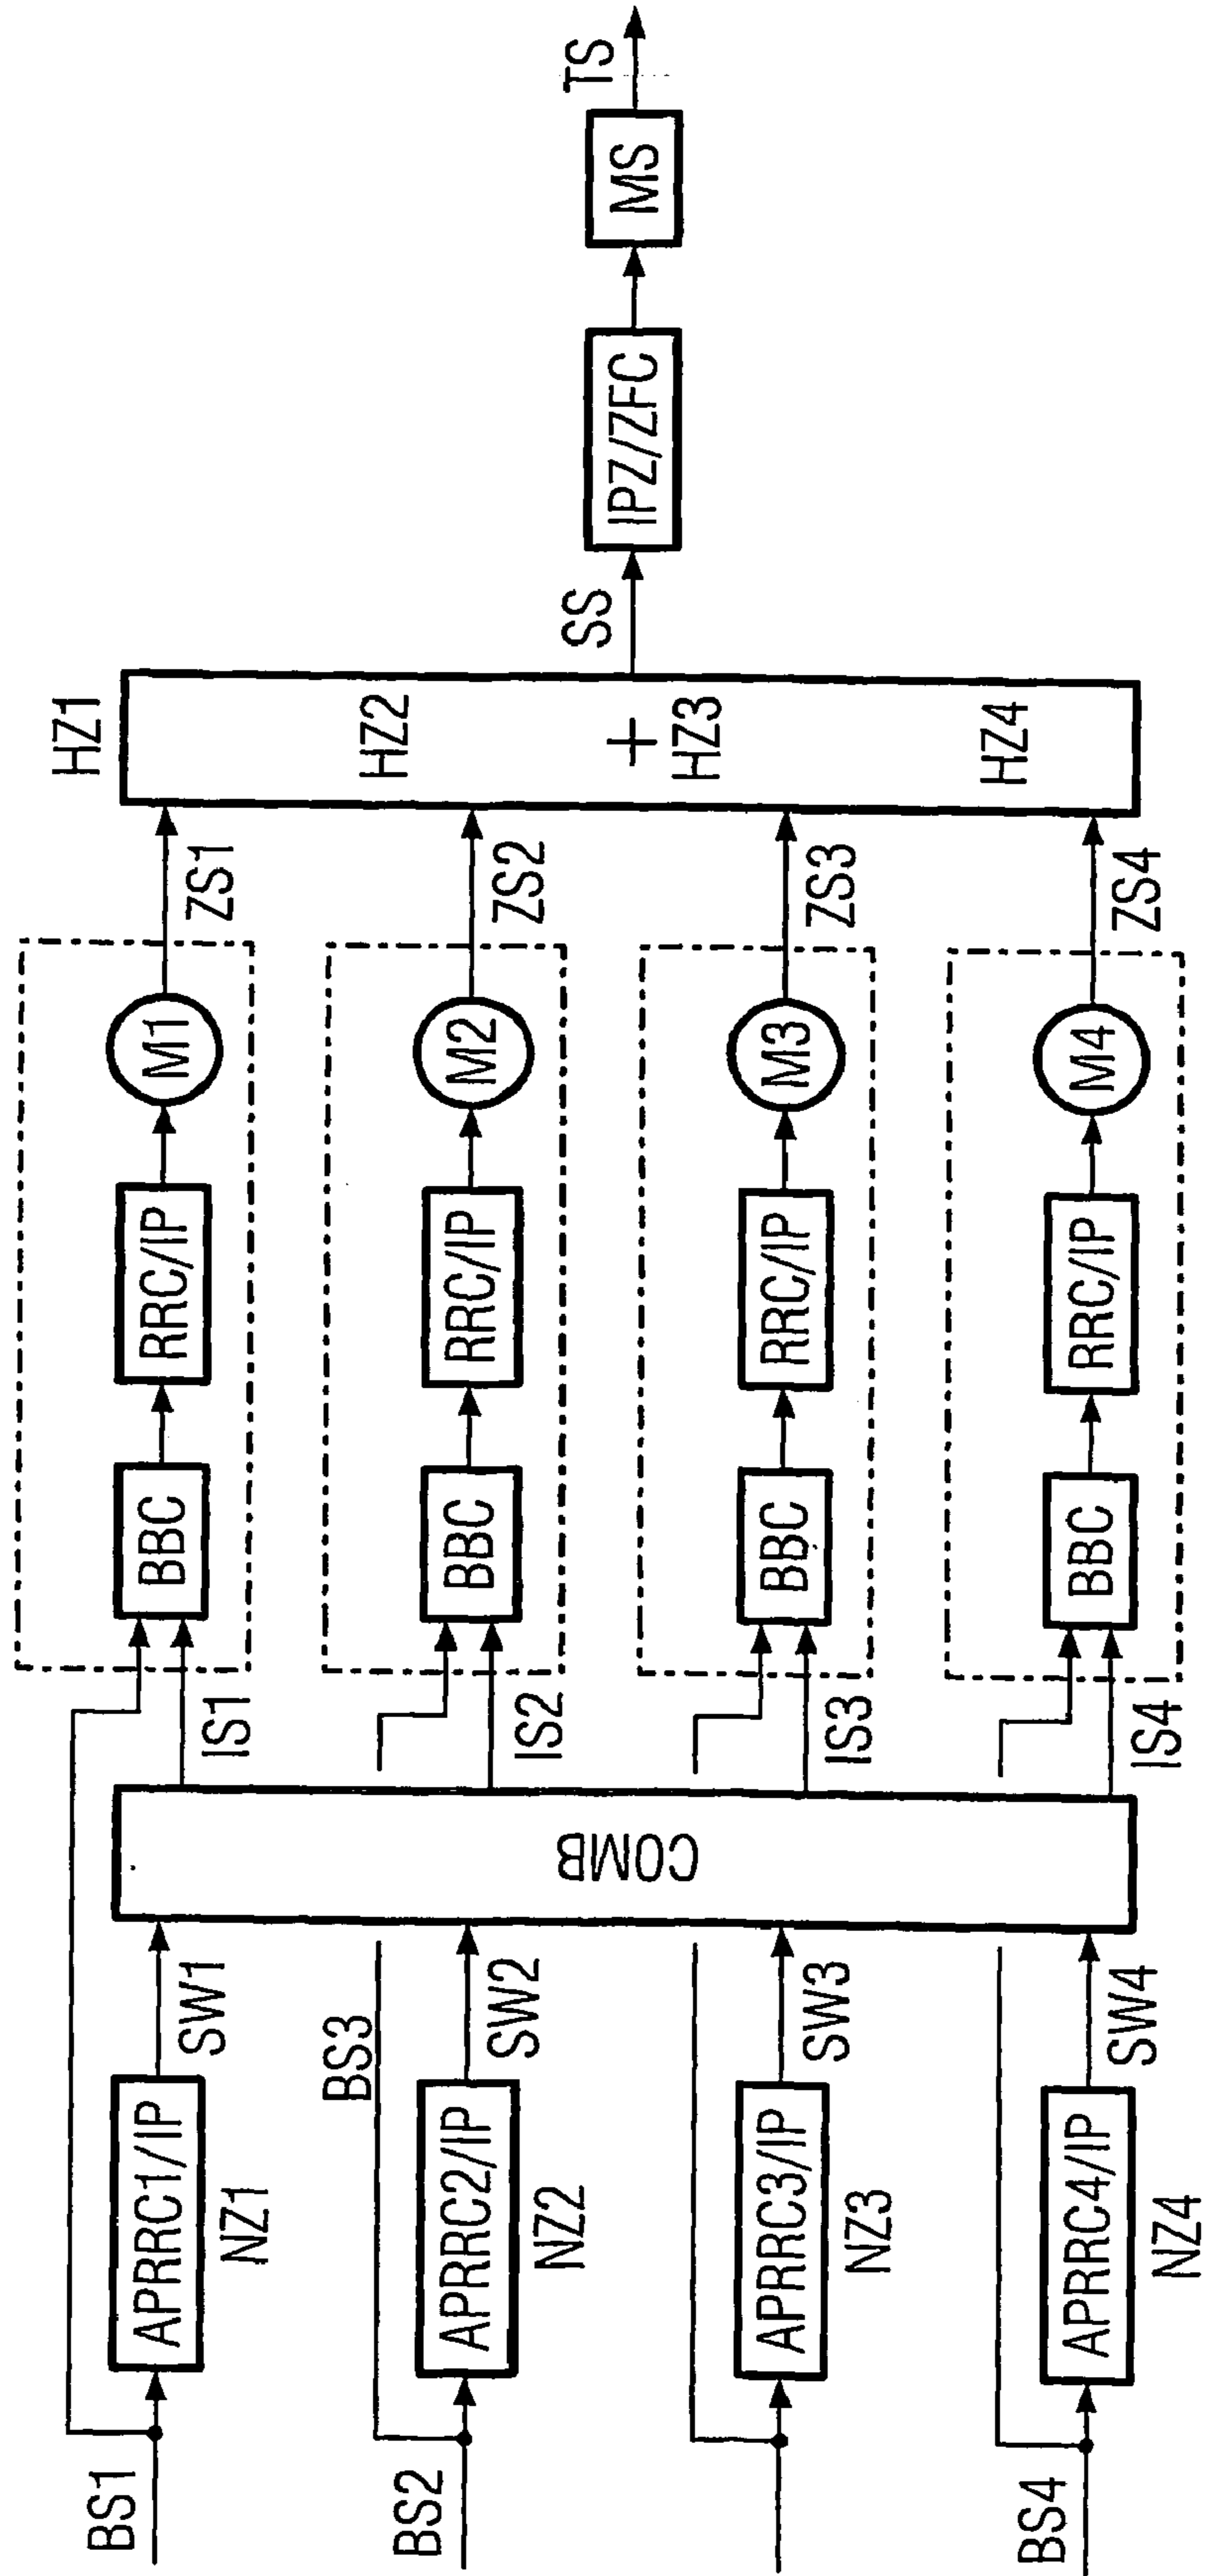 BS1
APRRC1/IP
NZ1
SW1
IS1
BBC
RRC/IP
M1
ZS1
HZ1
BS2
BS3
APRRC2/IP
NZ2
SW2
IS2
BBC
RRC/IP
M2
ZS2
HZ2
COMB
+
SS
IPZ/ZFC
MS
TS
APRRC3/IP
NZ3
SW3
IS3
BBC
RRC/IP
M3
ZS3
HZ3
BS4
APRRC4/IP
NZ4
SW4
IS4
BBC
RRC/IP
M4
ZS4
HZ4